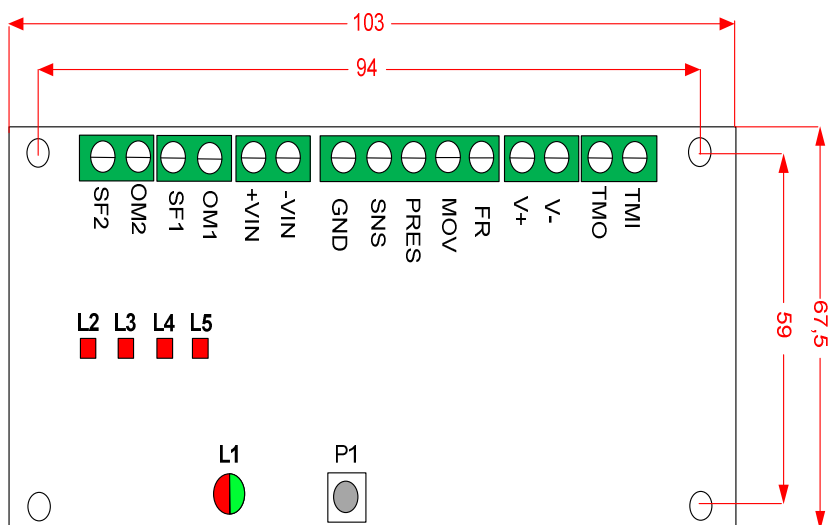 103
94
SF2 OM2 SF1 OM1 +VIN -VIN GND SNS PRES MOV FR V+ V- TMO TMI
59
67,5
L2 L3 L4 L5
L1
P1